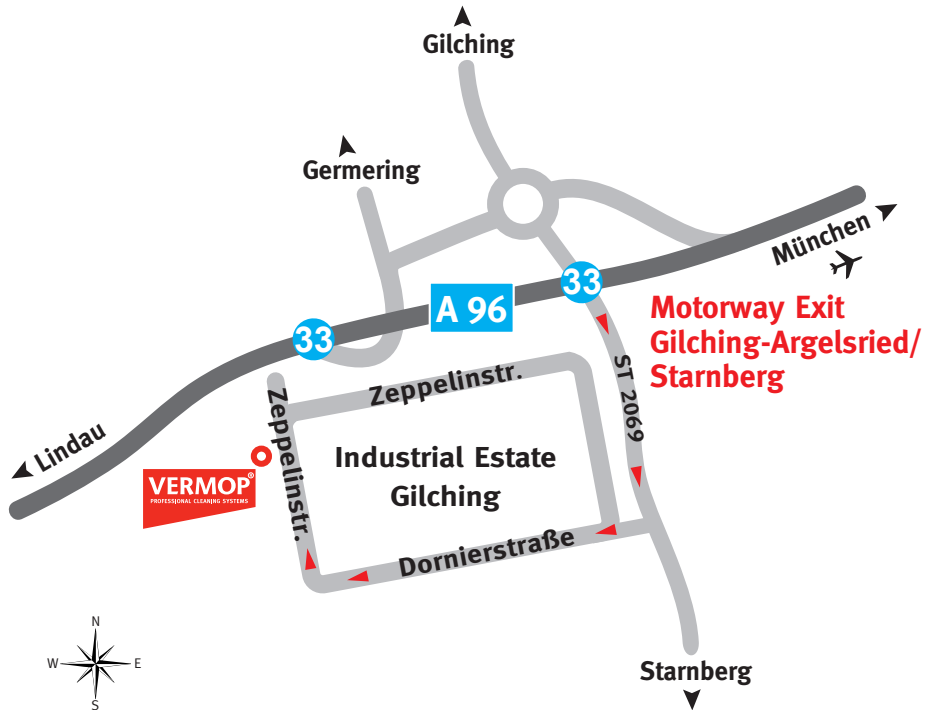 Gilching
Germering
München
33
A 96
Motorway Exit
Gilching-Argelsried/
Starnberg
33
ST 2069
Zeppelinstr.
Zeppelinstr.
Lindau
Industrial Estate
Gilching
VERMOP®
PROFESSIONAL CLEANING SYSTEMS
Dornierstraße
N
W E
S
Starnberg